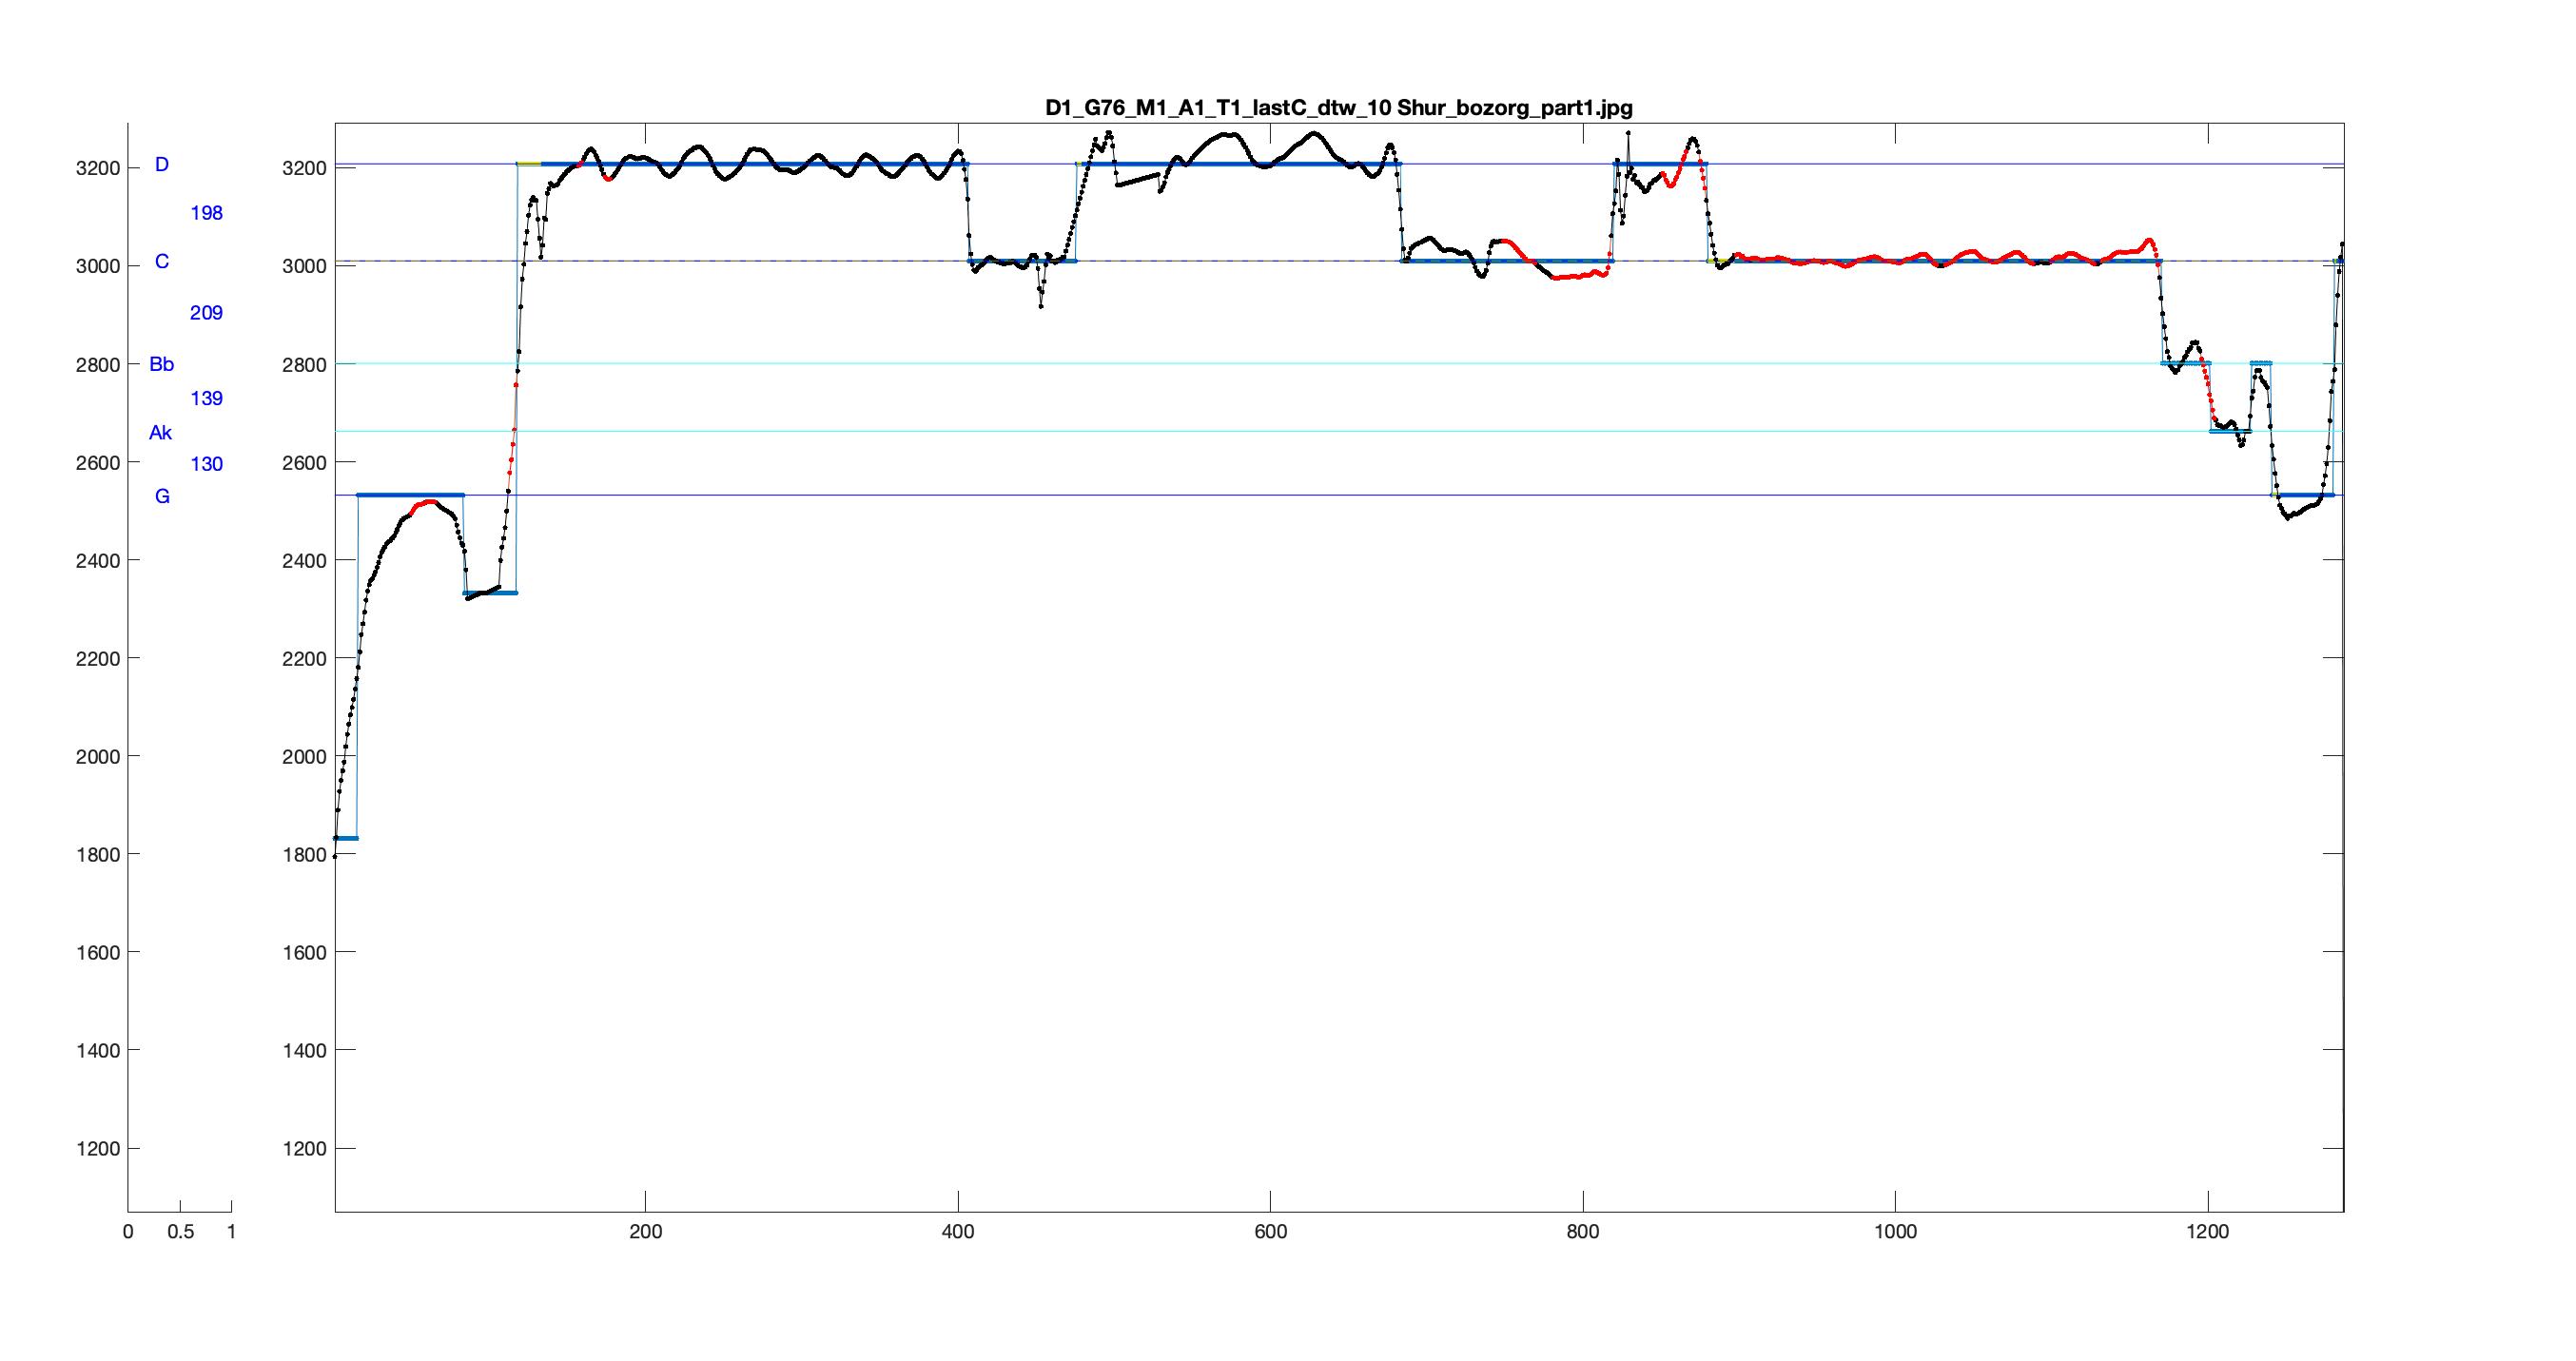 D1_G76_M1_A1_T1_lastC_dtw_10 Shur_bozorg_part1.jpg
3200 D 3200
198
3000 C 3000
209
2800 Bb 2800
139
Ak
2600 130 2600
G
2400 2400
2200 2200
2000 2000
1800 1800
1600 1600
1400 1400
1200 1200
0 0.5 1 200 400 600 800 1000 1200